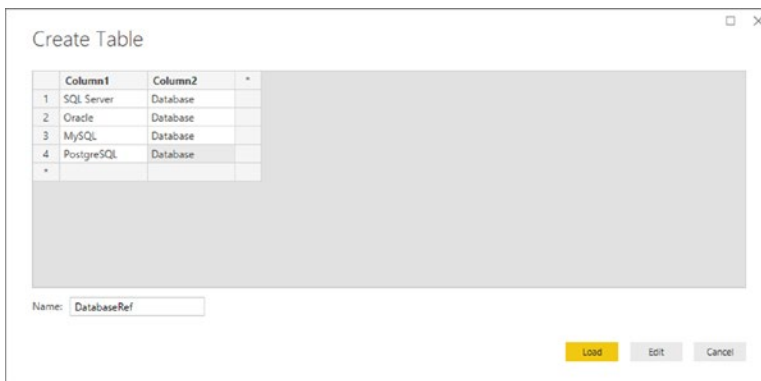 Create Table
Column1 Column2 *
1 SQL Server Database
2 Oracle Database
3 MySQL Database
4 PostgreSQL Database
*
Name: DatabaseRef
Load Edit Cancel